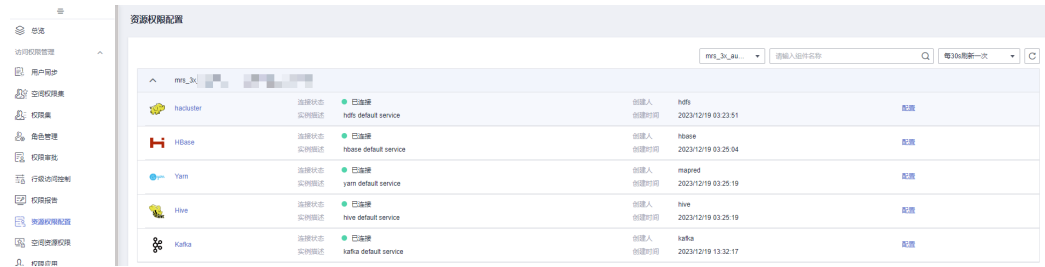 资源权限配置
总览
访问权限管理
用户同步
空间权限集
权限集
角色管理
权限审批
行级访问控制
权限报告
资源权限配置
空间资源权限
权限应用
mrs_3x_au...
请输入组件名称
每30s刷新一次
mrs_3x
hacluster
连接状态 已连接
实例描述 hdfs default service
创建人 hdfs
创建时间 2023/12/19 03:23:51
配置
HBase
连接状态 已连接
实例描述 hbase default service
创建人 hbase
创建时间 2023/12/19 03:25:04
配置
Yarn
连接状态 已连接
实例描述 yarn default service
创建人 mapred
创建时间 2023/12/19 03:25:19
配置
Hive
连接状态 已连接
实例描述 hive default service
创建人 hive
创建时间 2023/12/19 03:25:19
配置
Kafka
连接状态 已连接
实例描述 kafka default service
创建人 kafka
创建时间 2023/12/19 13:32:17
配置